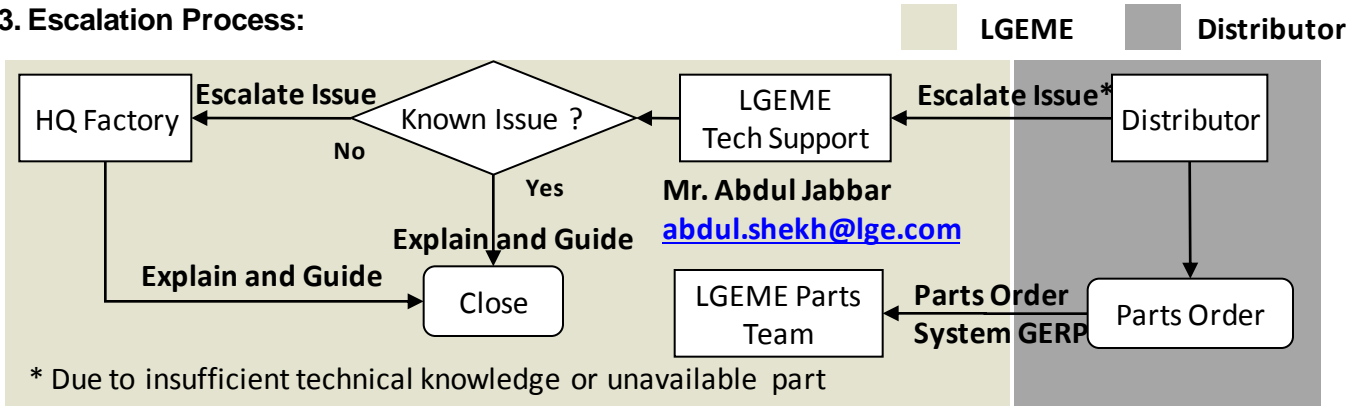 3. Escalation Process:
LGEME
Distributor
HQ Factory
Escalate Issue
No
Known Issue ?
Yes
LGEME
Tech Support
Escalate Issue*
Distributor
Mr. Abdul Jabbar
abdul.shekh@lge.com
Explain and Guide
Explain and Guide
Close
LGEME Parts
Team
Parts Order
System GERP
Parts Order
* Due to insufficient technical knowledge or unavailable part